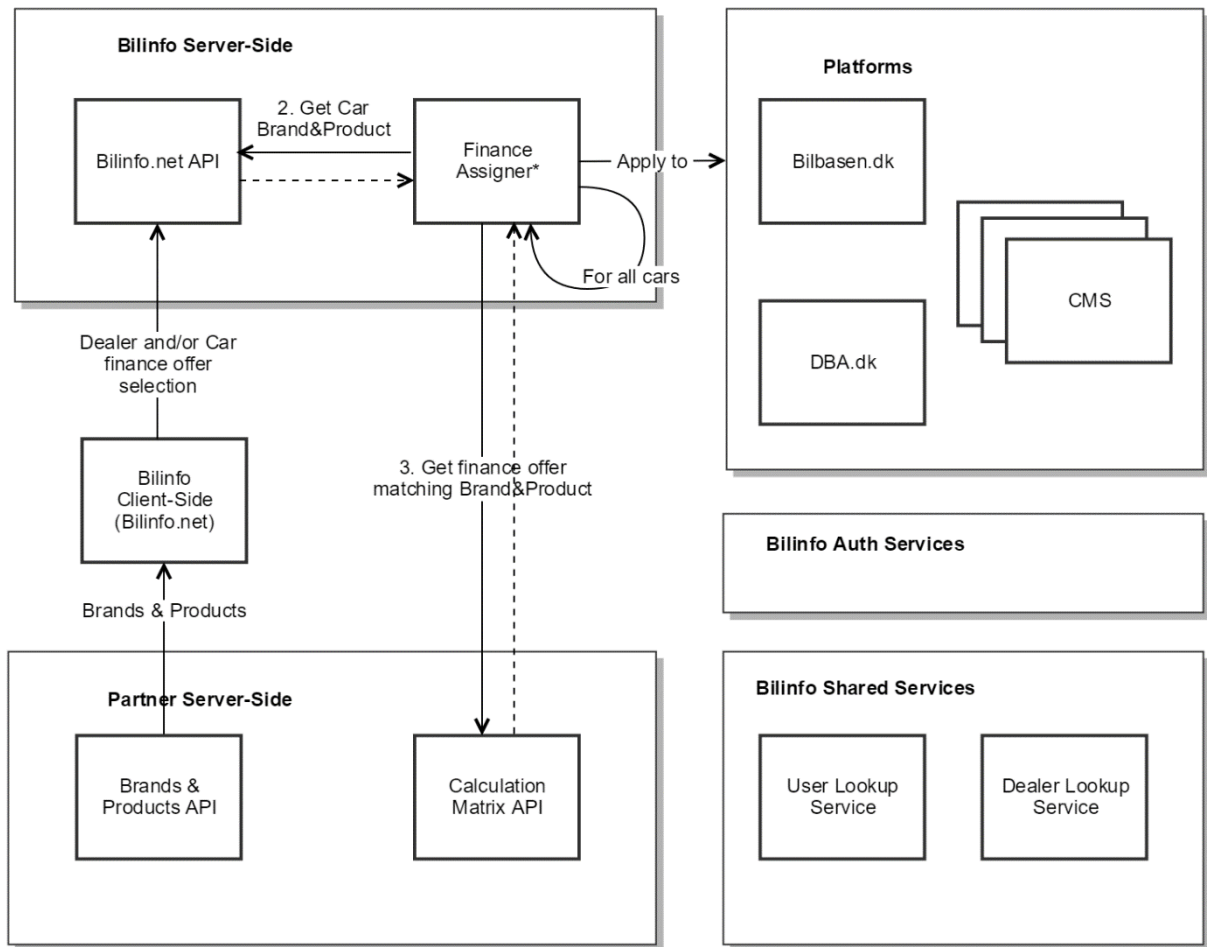 Bilinfo Server-Side
Bilinfo.net API
2. Get Car
Brand&Product
Finance
Assigner*
Apply to
For all cars
Platforms
Bilbasen.dk
CMS
DBA.dk
Dealer and/or Car
finance offer
selection
Bilinfo
Client-Side
(Bilinfo.net)
3. Get finance offer
matching Brand&Product
Bilinfo Auth Services
Brands & Products
Partner Server-Side
Brands &
Products API
Calculation
Matrix API
Bilinfo Shared Services
User Lookup
Service
Dealer Lookup
Service